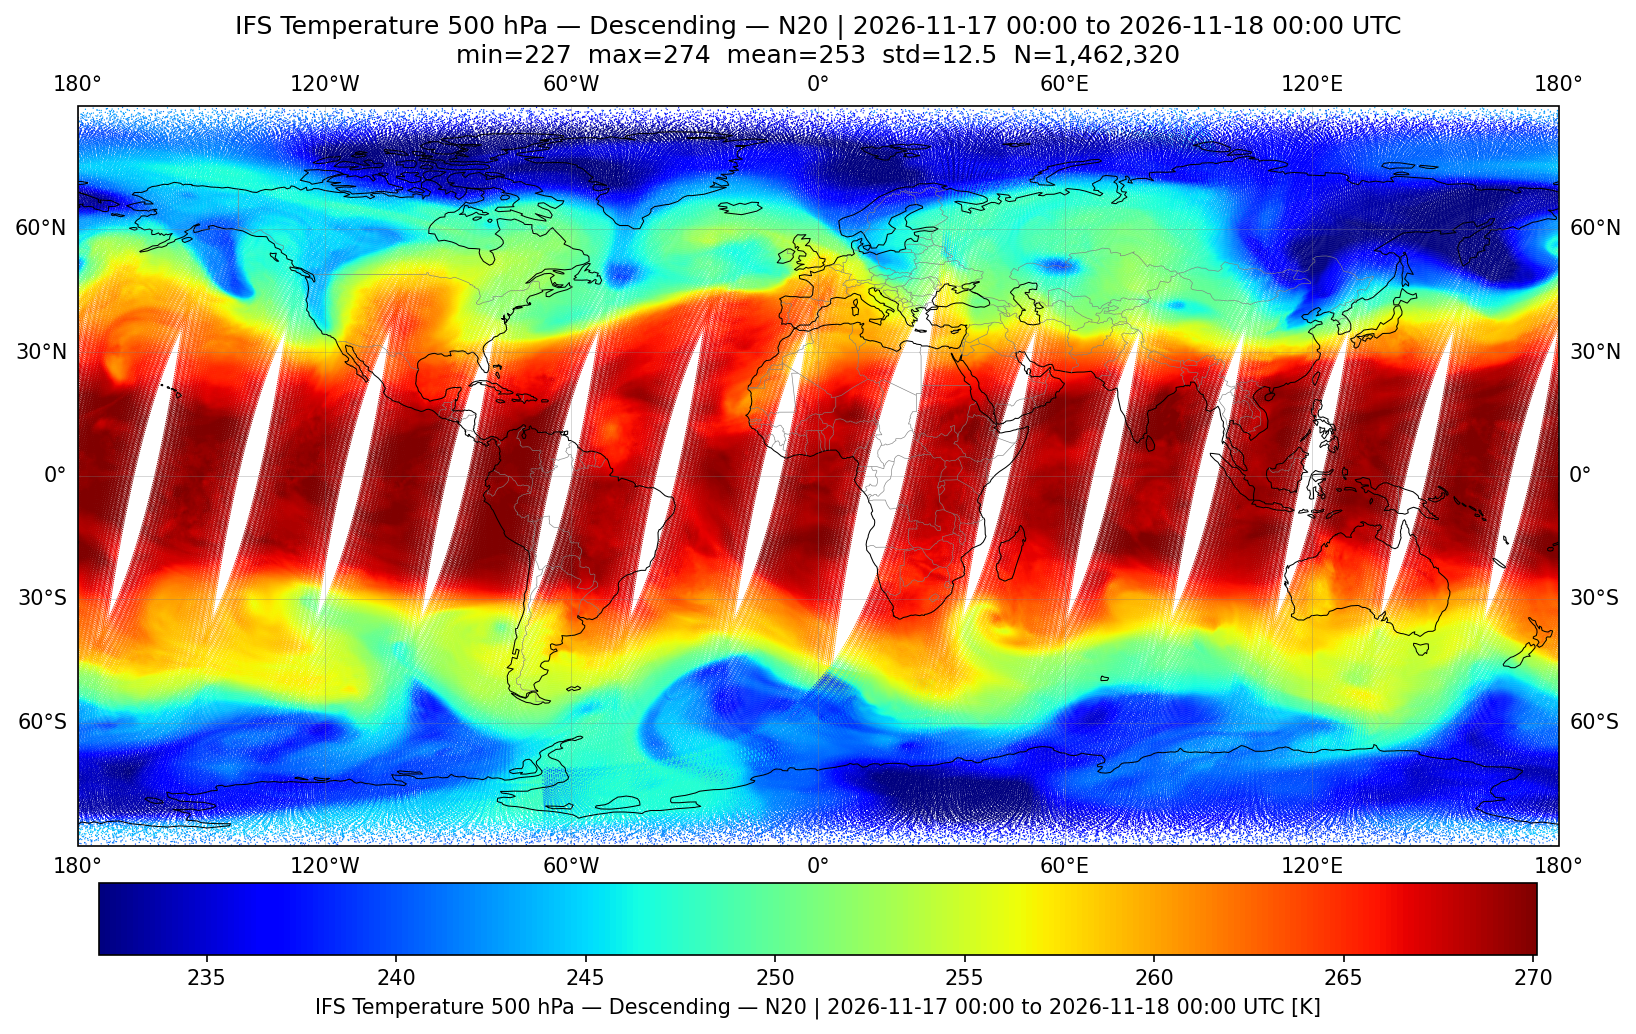 IFS Temperature 500 hPa — Descending — N20 | 2026-11-17 00:00 to 2026-11-18 00:00 UTC
min=227  max=274  mean=253  std=12.5  N=1,462,320
180° 120°W 60°W 0° 60°E 120°E 180°
60°N 60°N
30°N 30°N
0° 0°
30°S 30°S
60°S 60°S
180° 120°W 60°W 0° 60°E 120°E 180°
235 240 245 250 255 260 265 270
IFS Temperature 500 hPa — Descending — N20 | 2026-11-17 00:00 to 2026-11-18 00:00 UTC [K]